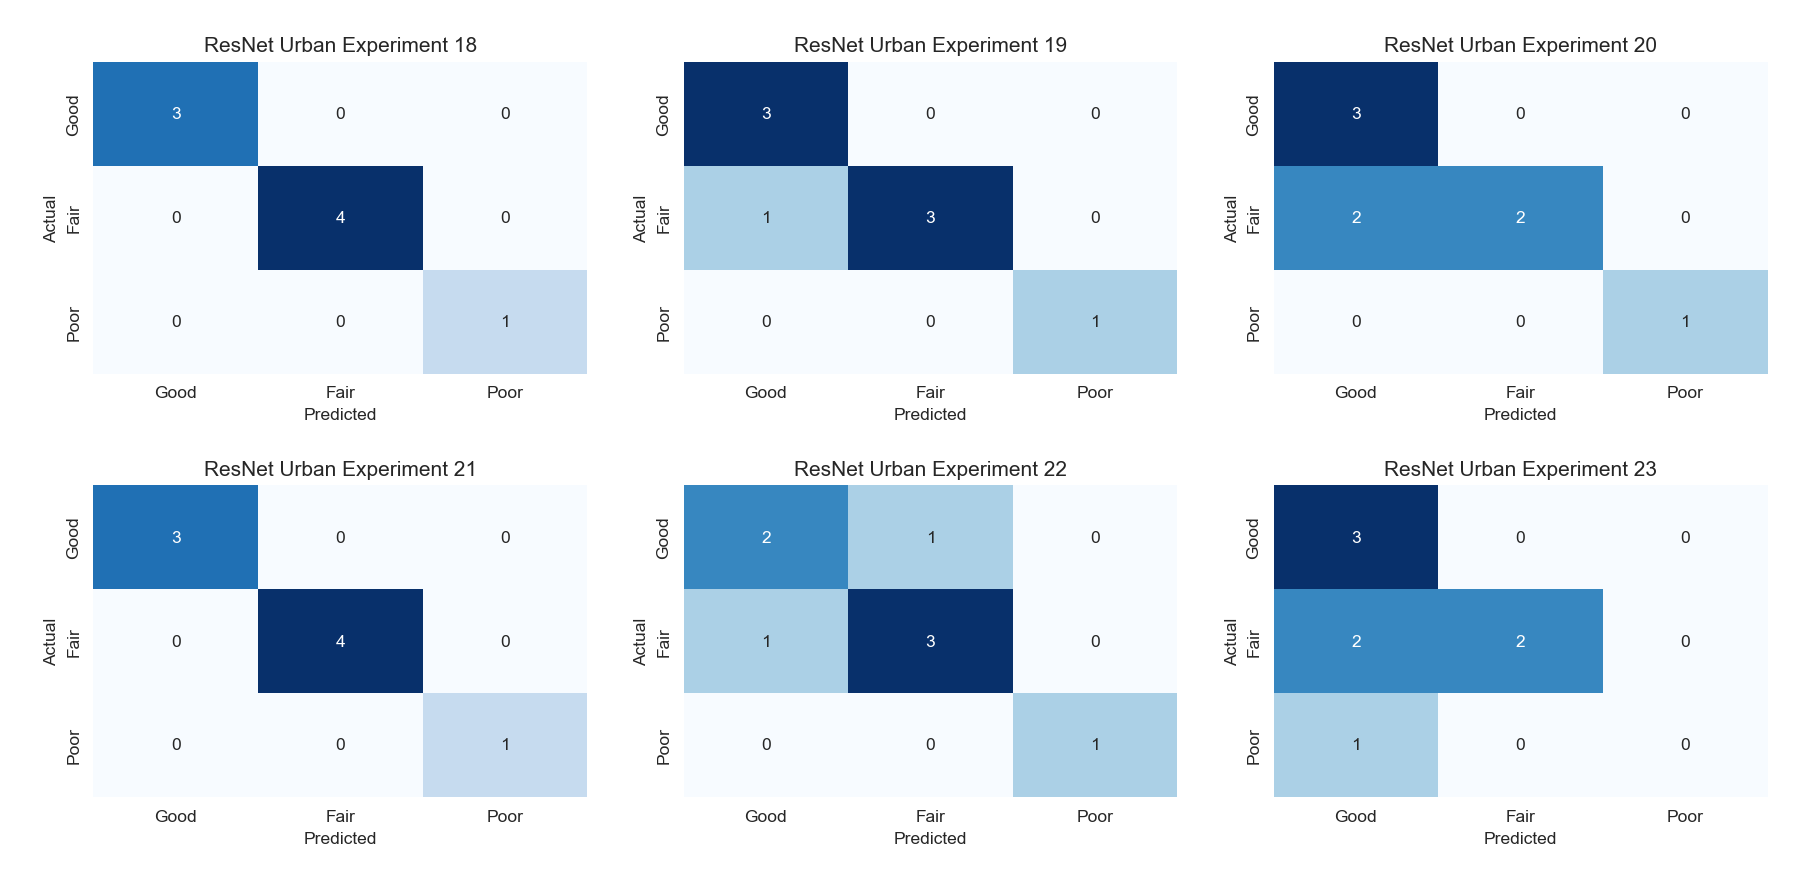 ResNet Urban Experiment 18
Good
Fair
Poor
Actual
3 0 0
0 4 0
0 0 1
Good Fair Poor
Predicted
ResNet Urban Experiment 19
Good
Fair
Poor
Actual
3 0 0
1 3 0
0 0 1
Good Fair Poor
Predicted
ResNet Urban Experiment 20
Good
Fair
Poor
Actual
3 0 0
2 2 0
0 0 1
Good Fair Poor
Predicted
ResNet Urban Experiment 21
Good
Fair
Poor
Actual
3 0 0
0 4 0
0 0 1
Good Fair Poor
Predicted
ResNet Urban Experiment 22
Good
Fair
Poor
Actual
2 1 0
1 3 0
0 0 1
Good Fair Poor
Predicted
ResNet Urban Experiment 23
Good
Fair
Poor
Actual
3 0 0
2 2 0
1 0 0
Good Fair Poor
Predicted